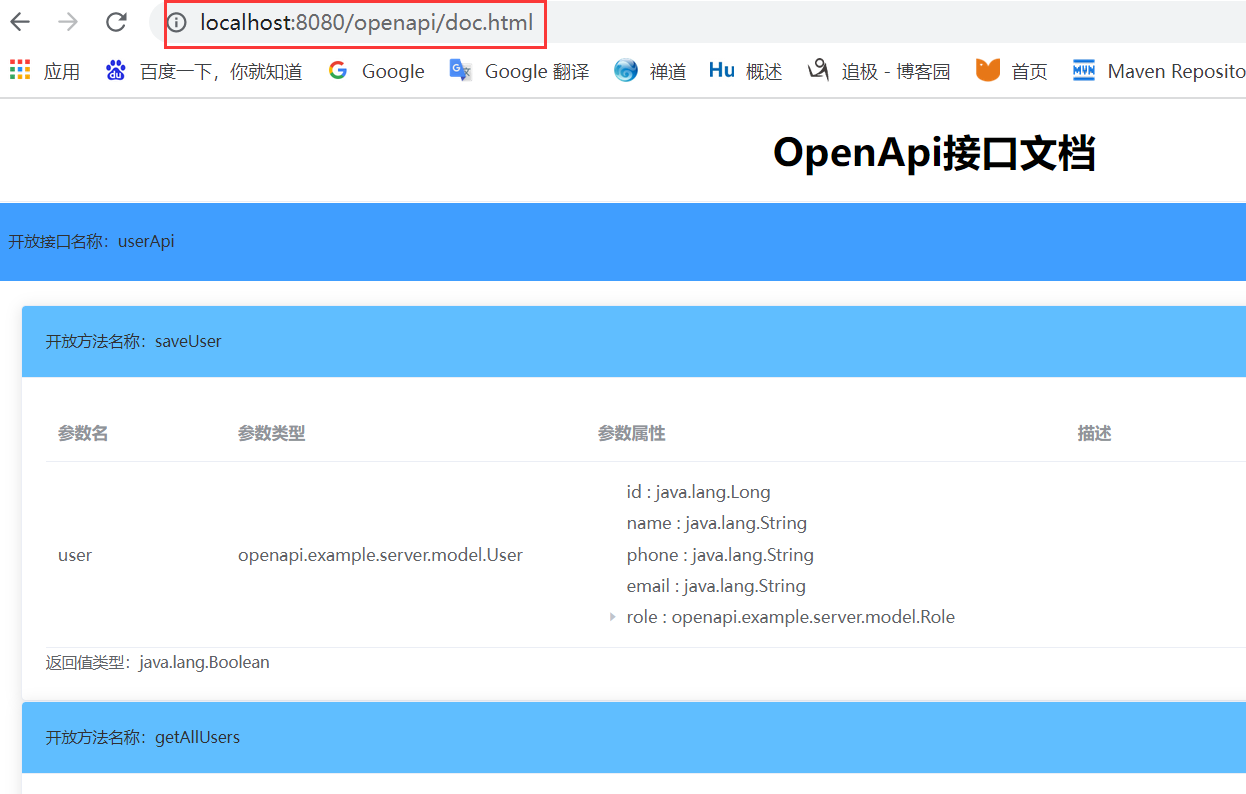 localhost:8080/openapi/doc.html
应用 百度一下，你就知道 Google Google 翻译 禅道 Hu 概述 追极 - 博客园 首页 MVN Maven Reposito
OpenApi接口文档
开放接口名称：userApi
开放方法名称：saveUser
参数名 参数类型 参数属性 描述
id : java.lang.Long
name : java.lang.String
user openapi.example.server.model.User phone : java.lang.String
email : java.lang.String
role : openapi.example.server.model.Role
返回值类型：java.lang.Boolean
开放方法名称：getAllUsers